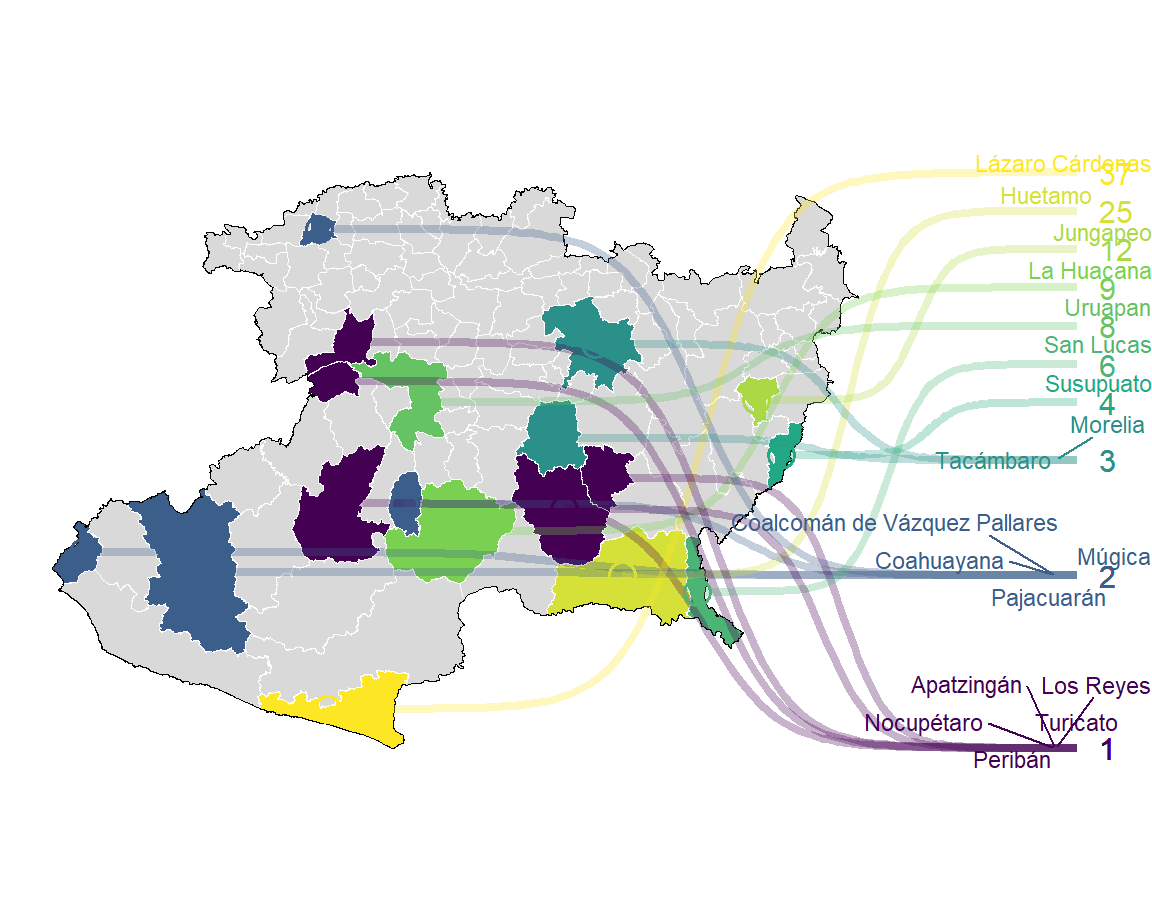 Lázaro Cárdenas
37
Huetamo
25
Jungapeo
12
La Huacana
9
Uruapan
8
San Lucas
6
Susupuato
4
Morelia
Tacámbaro
3
Coalcomán de Vázquez Pallares
Coahuayana
Múgica
2
Pajacuarán
Apatzingán
Los Reyes
Nocupétaro
Turicato
1
Peribán